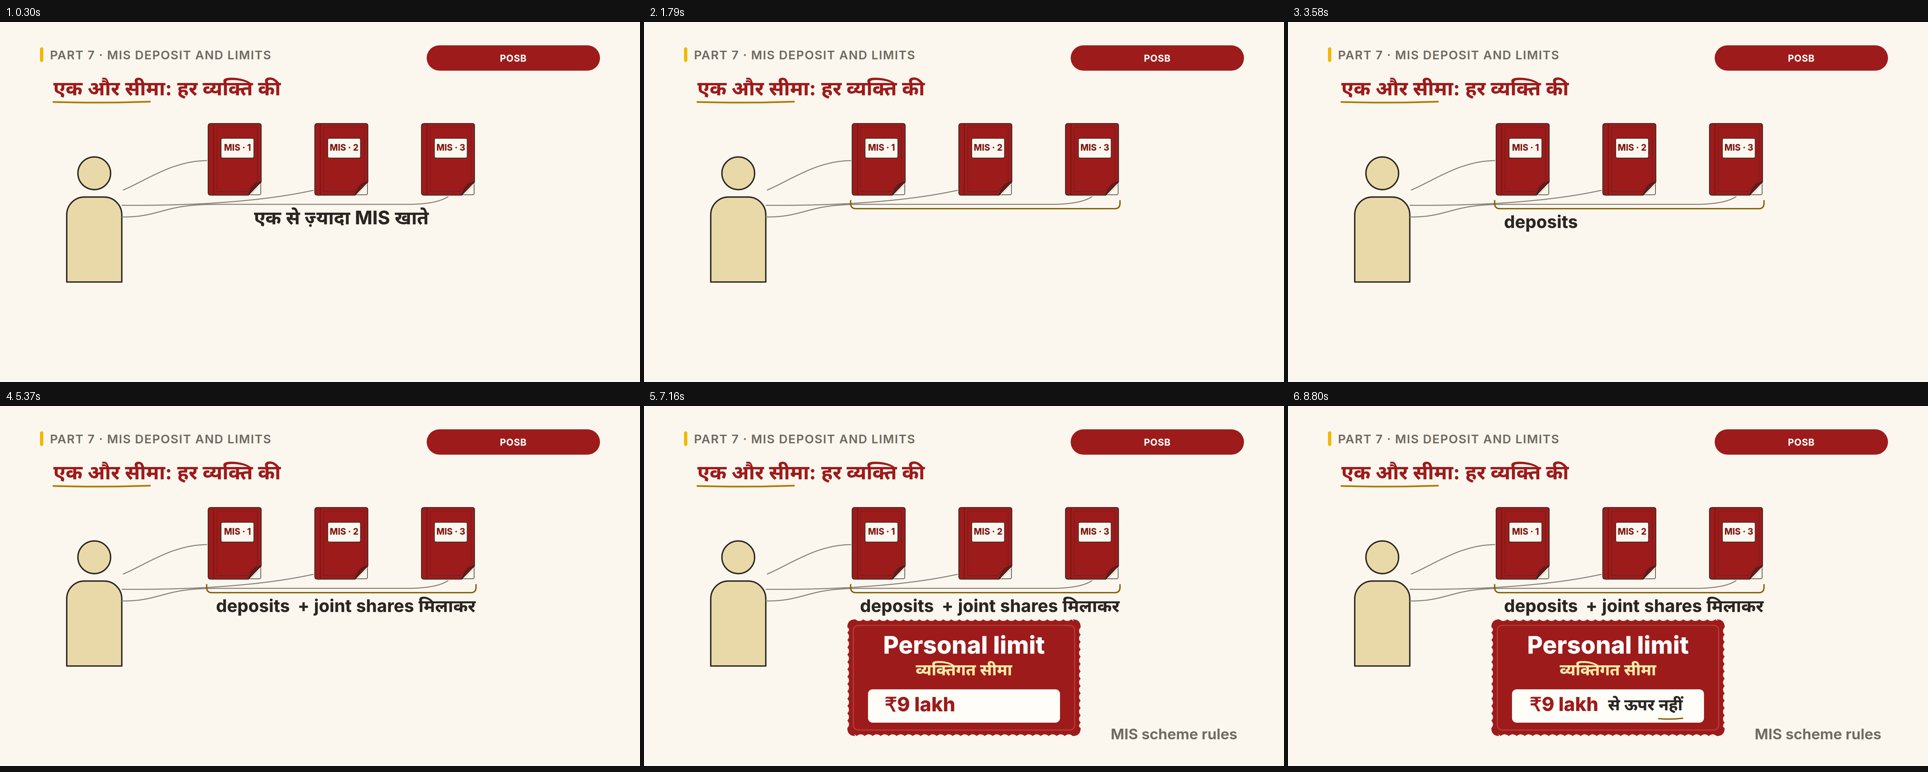 1. 0.30s
PART 7 · MIS DEPOSIT AND LIMITS
POSB
एक और सीमा: हर व्यक्ति की
MIS · 1
MIS · 2
MIS · 3
एक से ज़्यादा MIS खाते
2. 1.79s
PART 7 · MIS DEPOSIT AND LIMITS
POSB
एक और सीमा: हर व्यक्ति की
MIS · 1
MIS · 2
MIS · 3
3. 3.58s
PART 7 · MIS DEPOSIT AND LIMITS
POSB
एक और सीमा: हर व्यक्ति की
MIS · 1
MIS · 2
MIS · 3
deposits
4. 5.37s
PART 7 · MIS DEPOSIT AND LIMITS
POSB
एक और सीमा: हर व्यक्ति की
MIS · 1
MIS · 2
MIS · 3
deposits + joint shares मिलाकर
5. 7.16s
PART 7 · MIS DEPOSIT AND LIMITS
POSB
एक और सीमा: हर व्यक्ति की
MIS · 1
MIS · 2
MIS · 3
deposits + joint shares मिलाकर
Personal limit
व्यक्तिगत सीमा
₹9 lakh
MIS scheme rules
6. 8.80s
PART 7 · MIS DEPOSIT AND LIMITS
POSB
एक और सीमा: हर व्यक्ति की
MIS · 1
MIS · 2
MIS · 3
deposits + joint shares मिलाकर
Personal limit
व्यक्तिगत सीमा
₹9 lakh से ऊपर नहीं
MIS scheme rules